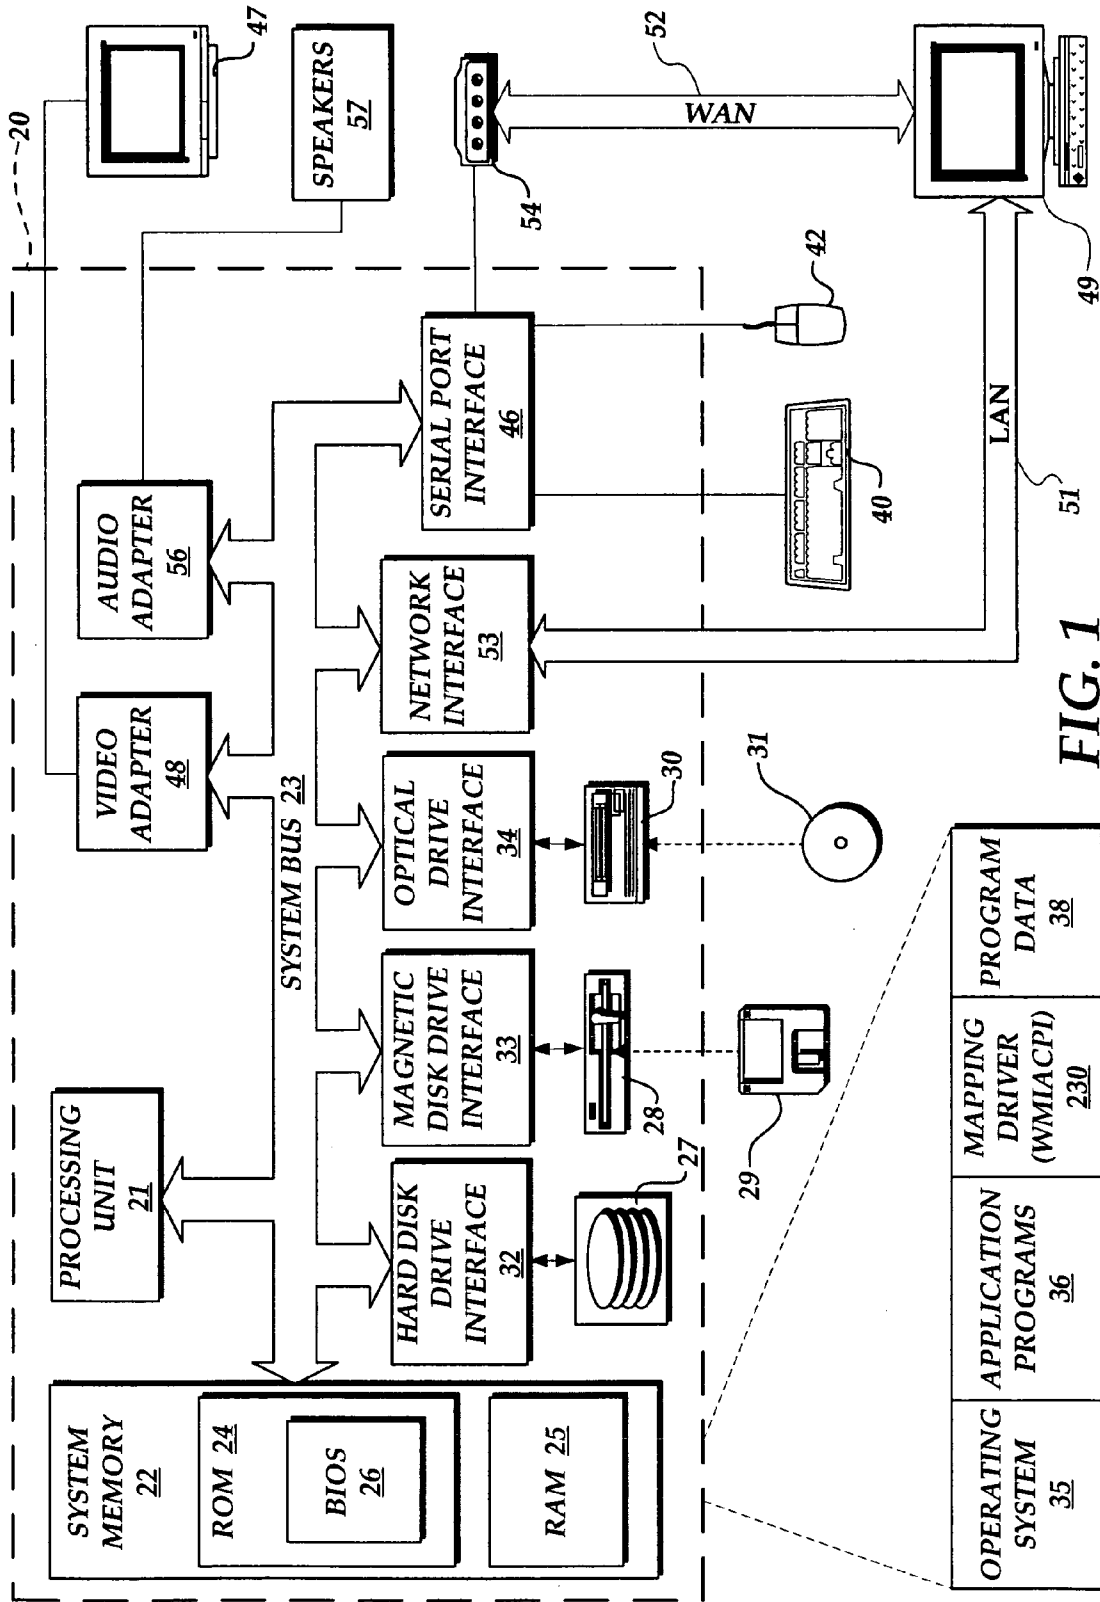 20
SYSTEM
MEMORY
22
ROM 24
BIOS
26
RAM 25
PROCESSING
UNIT
21
VIDEO
ADAPTER
48
AUDIO
ADAPTER
56
47
SPEAKERS
57
SYSTEM BUS 23
HARD DISK
DRIVE
INTERFACE
32
MAGNETIC
DISK DRIVE
INTERFACE
33
OPTICAL
DRIVE
INTERFACE
34
NETWORK
INTERFACE
53
SERIAL PORT
INTERFACE
46
54
52
WAN
27
28
29
30
31
40
42
LAN
51
49
OPERATING
SYSTEM
35
APPLICATION
PROGRAMS
36
MAPPING
DRIVER
(WMIACPI)
230
PROGRAM
DATA
38
FIG. 1